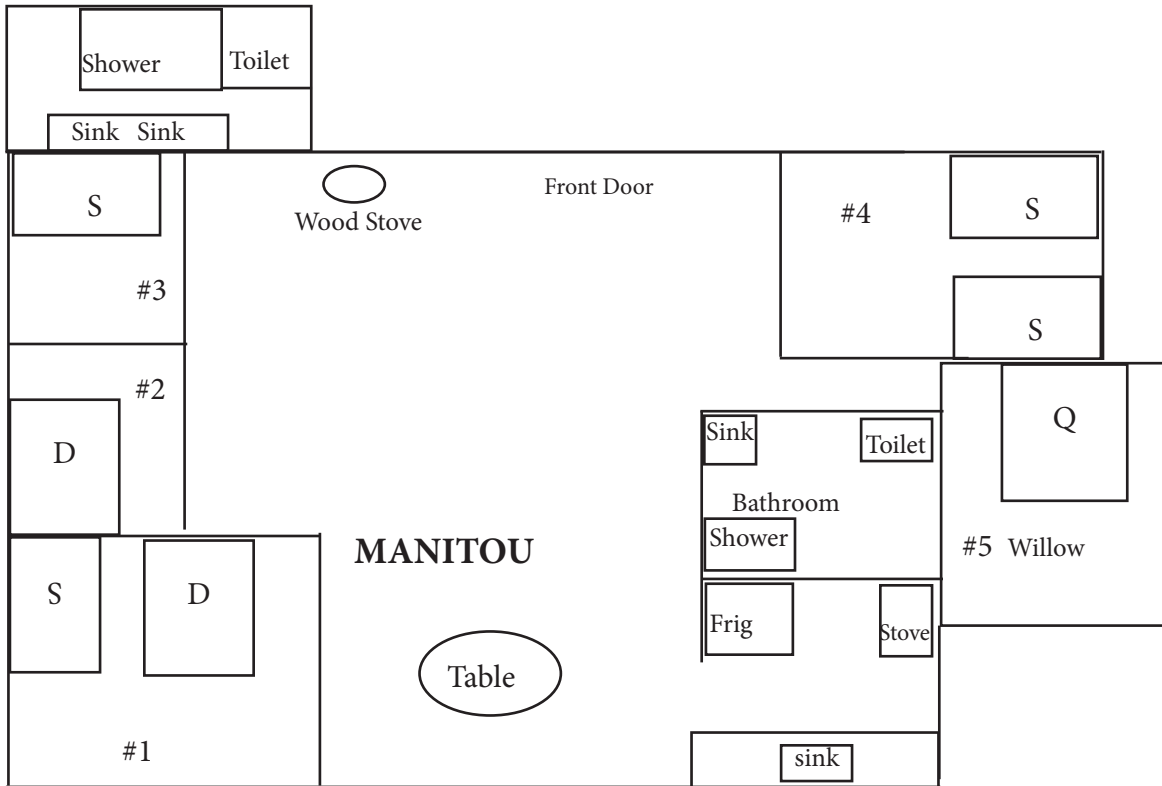 Shower Toilet
Sink Sink
S
Wood Stove
Front Door
#4
S
S
#3
#2
D
Sink
Toilet
Bathroom
Shower
Q
#5 Willow
MANITOU
S
D
Frig
Stove
Table
#1
sink